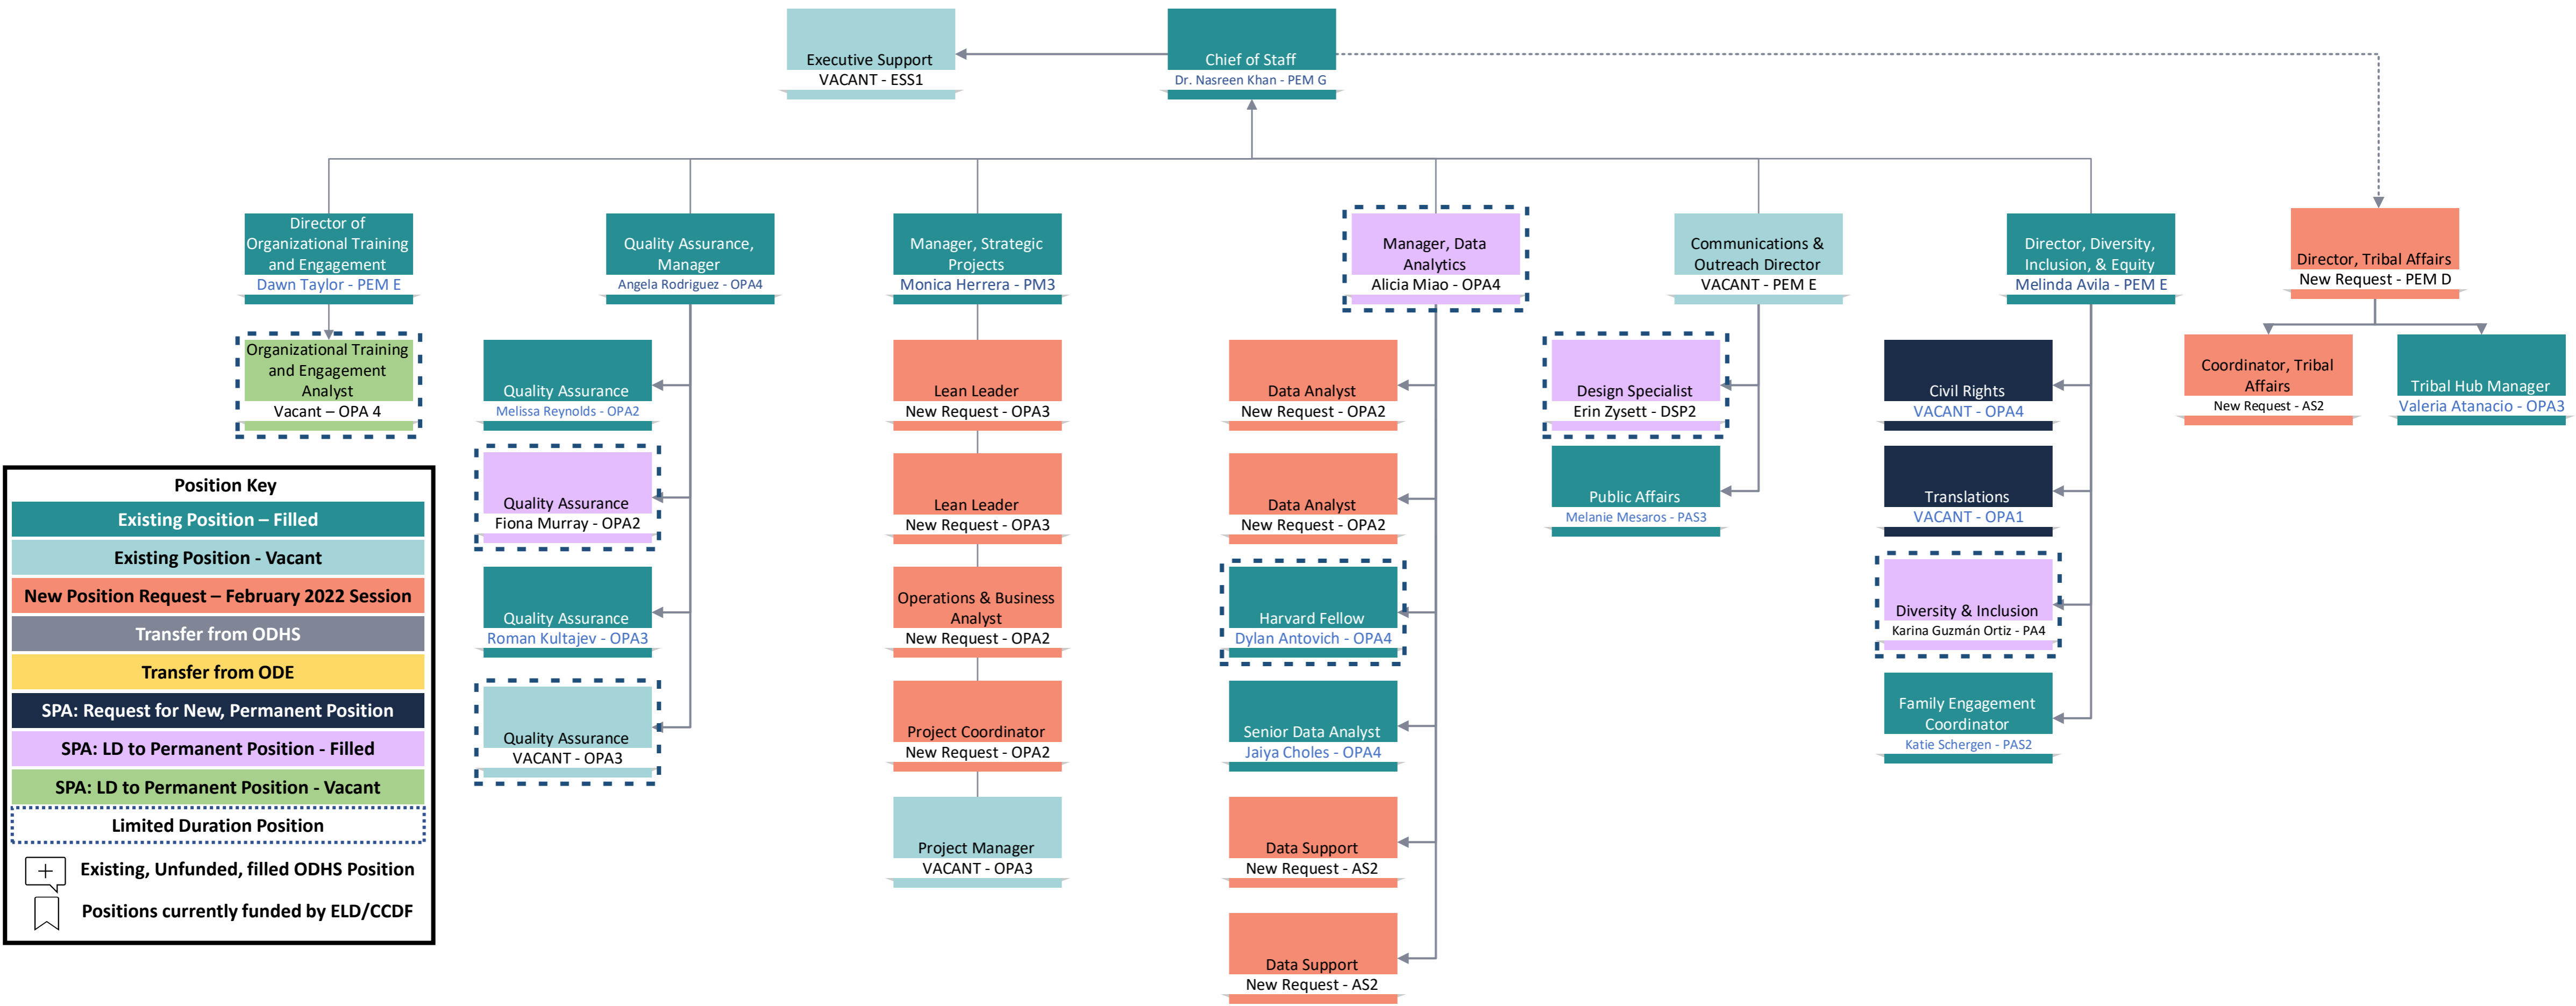 Executive Support
VACANT - ESS1
Chief of Staff
Dr. Nasreen Khan - PEM G
Director of
Organizational Training
and Engagement
Dawn Taylor - PEM E
Quality Assurance,
Manager
Angela Rodriguez - OPA4
Manager, Strategic
Projects
Monica Herrera - PM3
Manager, Data
Analytics
Alicia Miao - OPA4
Communications &
Outreach Director
VACANT - PEM E
Director, Diversity,
Inclusion, & Equity
Melinda Avila - PEM E
Director, Tribal Affairs
New Request - PEM D
Organizational Training
and Engagement
Analyst
Vacant – OPA 4
Quality Assurance
Melissa Reynolds - OPA2
Quality Assurance
Fiona Murray - OPA2
Quality Assurance
Roman Kultajev - OPA3
Quality Assurance
VACANT - OPA3
Lean Leader
New Request - OPA3
Lean Leader
New Request - OPA3
Operations & Business
Analyst
New Request - OPA2
Project Coordinator
New Request - OPA2
Project Manager
VACANT - OPA3
Data Analyst
New Request - OPA2
Data Analyst
New Request - OPA2
Harvard Fellow
Dylan Antovich - OPA4
Senior Data Analyst
Jaiya Choles - OPA4
Data Support
New Request - AS2
Data Support
New Request - AS2
Design Specialist
Erin Zysett - DSP2
Public Affairs
Melanie Mesaros - PAS3
Civil Rights
VACANT - OPA4
Translations
VACANT - OPA1
Diversity & Inclusion
Karina Guzmán Ortiz - PA4
Family Engagement
Coordinator
Katie Schergen - PAS2
Coordinator, Tribal
Affairs
New Request - AS2
Tribal Hub Manager
Valeria Atanacio - OPA3
Position Key
Existing Position – Filled
Existing Position - Vacant
New Position Request – February 2022 Session
Transfer from ODHS
Transfer from ODE
SPA: Request for New, Permanent Position
SPA: LD to Permanent Position - Filled
SPA: LD to Permanent Position - Vacant
Limited Duration Position
Existing, Unfunded, filled ODHS Position
Positions currently funded by ELD/CCDF